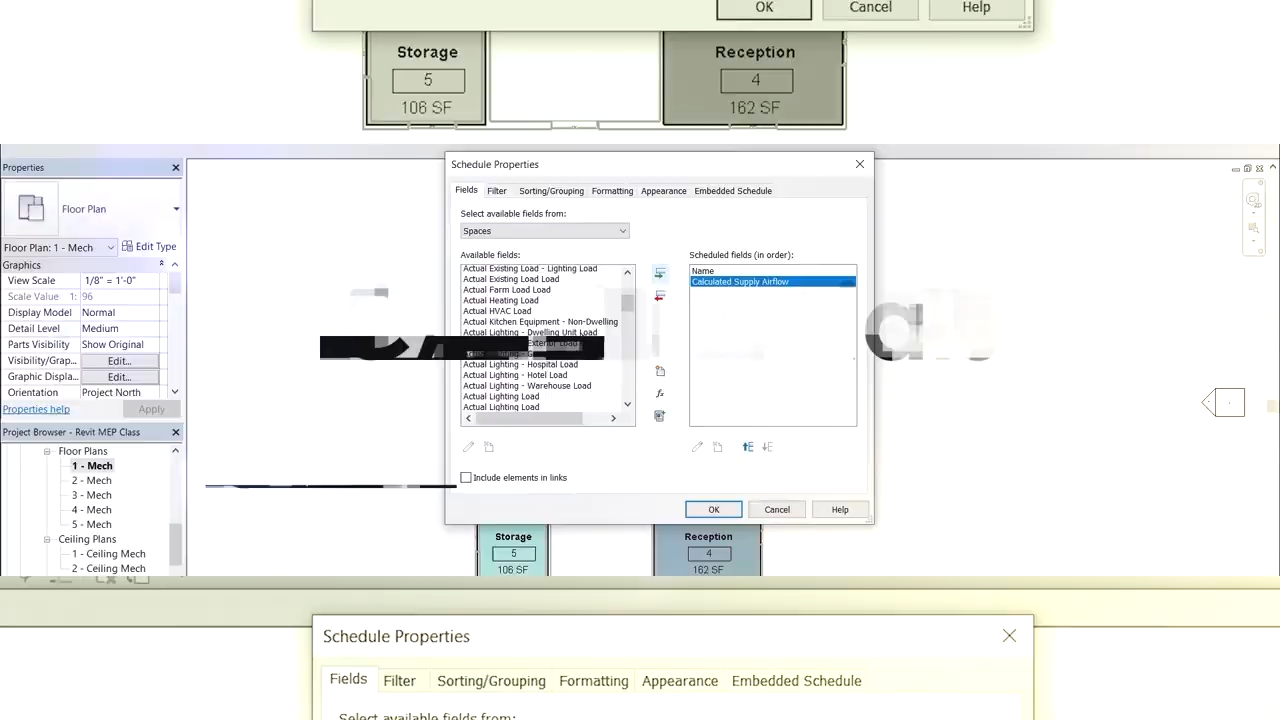 OK Cancel Help
Storage Reception
5 4
106 SF 162 SF
Properties
Floor Plan
Floor Plan: 1 - Mech Edit Type
Graphics
View Scale 1/8" = 1'-0"
Scale Value 1: 96
Display Model Normal
Detail Level Medium
Parts Visibility Show Original
Visibility/Grap... Edit...
Graphic Displa... Edit...
Orientation Project North
Properties help Apply
Project Browser - Revit MEP Class
Floor Plans
1 - Mech
2 - Mech
3 - Mech
4 - Mech
5 - Mech
Ceiling Plans
1 - Ceiling Mech
2 - Ceiling Mech
Schedule Properties
Fields Filter Sorting/Grouping Formatting Appearance Embedded Schedule
Select available fields from:
Spaces
Available fields:
Actual Existing Load - Lighting Load
Actual Existing Load Load
Actual Farm Load Load
Actual Heating Load
Actual HVAC Load
Actual Kitchen Equipment - Non-Dwelling
Actual Lighting - Dwelling Unit Load
Exterior Load
Actual Lighting - Hospital Load
Actual Lighting - Hotel Load
Actual Lighting - Warehouse Load
Actual Lighting Load
Actual Lighting Load
Scheduled fields (in order):
Name
Calculated Supply Airflow
fx
Include elements in links
OK Cancel Help
Storage Reception
5 4
106 SF 162 SF
Schedule Properties
Fields Filter Sorting/Grouping Formatting Appearance Embedded Schedule
Select available fields from: